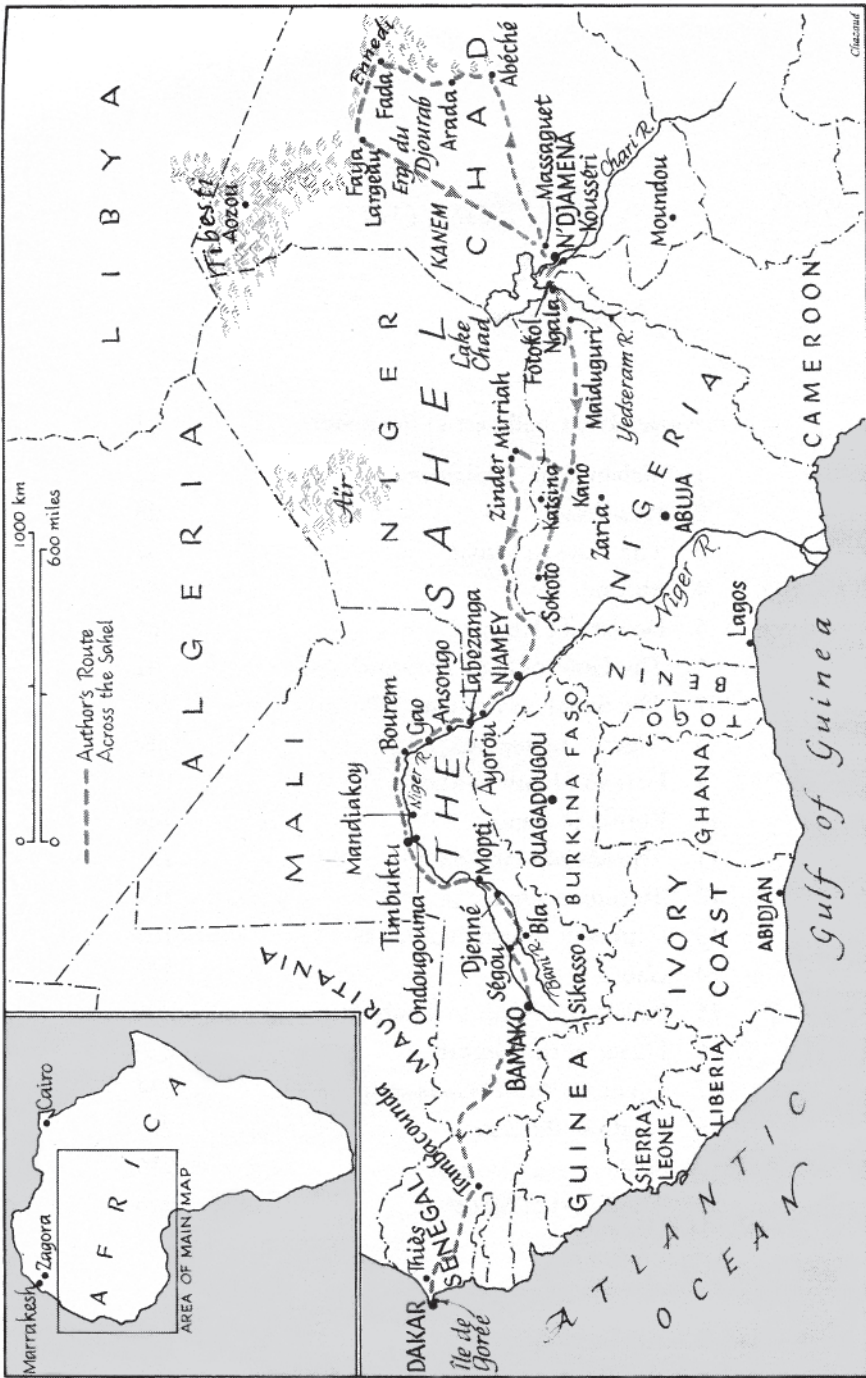 Marrakesh
Zagora
Cairo
AFRICA
AREA OF MAIN MAP
0 1000 km
0 600 miles
Author's Route
Across the Sahel
LIBYA
ALGERIA
MALI
MAURITANIA
NIGER
CHAD
THE SAHEL
Tibesti
Aozou
Aïr
Ennedi
Faija
Largeau
Fada
Erg du
Djourab
Arada
Abéché
KANEM
Massaguet
N'DJAMENA
Kousséri
Chari R.
Moundou
Lake
Chad
Fotokol
Ngala
Maiduguri
Yedseram R.
Zinder
Mirriah
Katsina
Kano
Zaria
Sokoto
ABUJA
NIGERIA
CAMEROON
Niger R.
Lagos
BENIN
TOGO
GHANA
BURKINA FASO
OUAGADOUGOU
NIAMEY
Ayorou
Labezanga
Ansongo
Gao
Bourem
Niger R.
Mandiakoy
Timbuktu
Ondougouma
Mopti
Djenné
Ségou
Bla
Bani R.
Sikasso
BAMAKO
IVORY
COAST
ABIDJAN
GUINEA
SIERRA
LEONE
LIBERIA
Tambacounda
SENEGAL
Thiès
DAKAR
Île de
Gorée
ATLANTIC
OCEAN
Gulf of Guinea
Chazaud